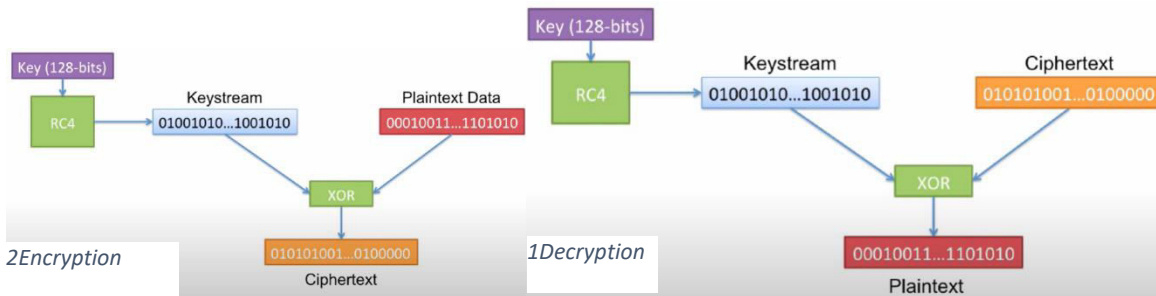 Key (128-bits)
RC4
Keystream
01001010...1001010
Plaintext Data
00010011...1101010
XOR
010101001...0100000
Ciphertext
2Encryption
Key (128-bits)
RC4
Keystream
01001010...1001010
Ciphertext
010101001...0100000
XOR
00010011...1101010
Plaintext
1Decryption